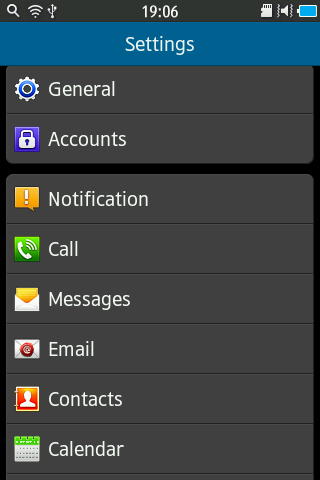 19:06
Settings
General
Accounts
Notification
Call
Messages
Email
Contacts
Calendar